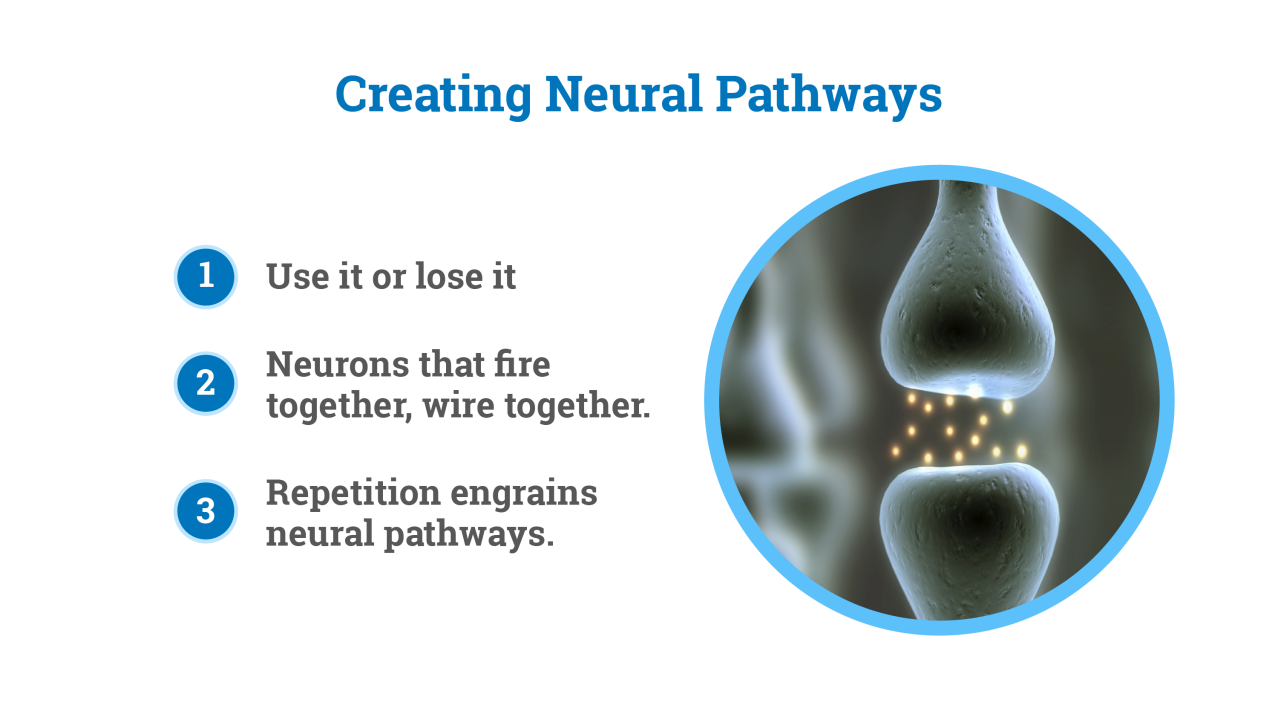 Creating Neural Pathways
1 Use it or lose it
2 Neurons that fire
together, wire together.
3 Repetition engrains
neural pathways.